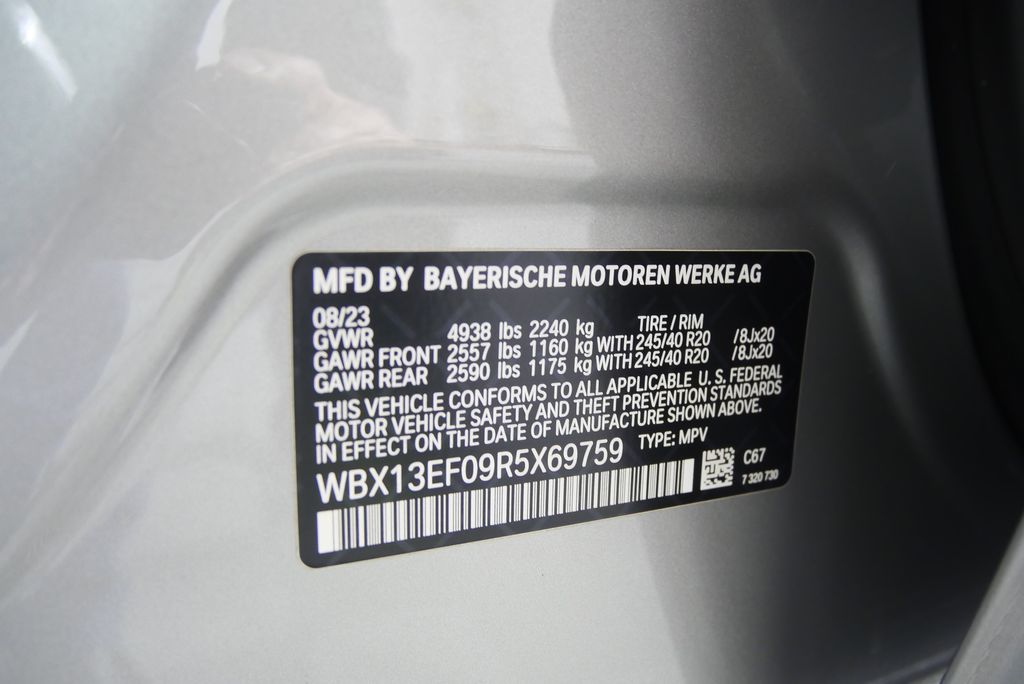 MFD BY BAYERISCHE MOTOREN WERKE AG
08/23 TIRE / RIM
GVWR 4938 lbs 2240 kg
GAWR FRONT 2557 lbs 1160 kg WITH 245/40 R20 /8Jx20
GAWR REAR 2590 lbs 1175 kg WITH 245/40 R20 /8Jx20
THIS VEHICLE CONFORMS TO ALL APPLICABLE U. S. FEDERAL
MOTOR VEHICLE SAFETY AND THEFT PREVENTION STANDARDS
IN EFFECT ON THE DATE OF MANUFACTURE SHOWN ABOVE.
WBX13EF09R5X69759 TYPE: MPV
C67
7 320 730